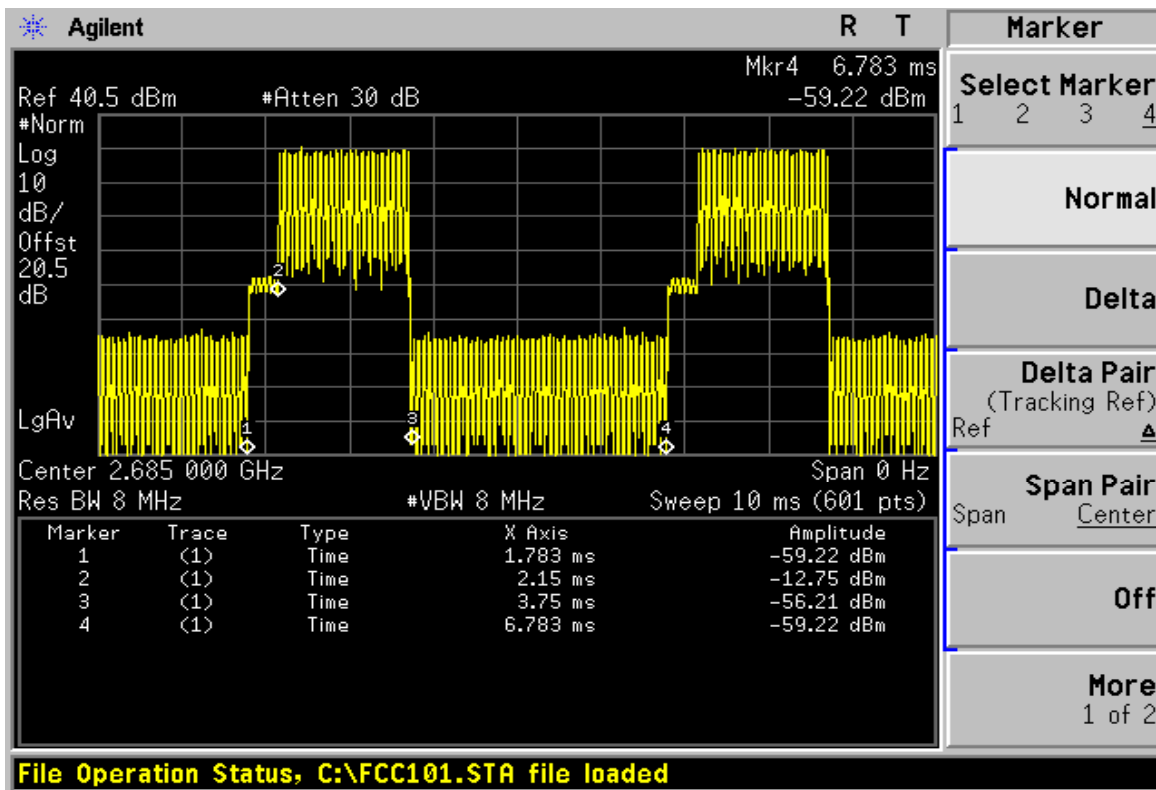 Agilent R T
Mkr4 6.783 ms
Ref 40.5 dBm #Atten 30 dB -59.22 dBm
#Norm
Log
10
dB/
Offst
20.5
dB
2
LgAv
1
3
4
Center 2.685 000 GHz Span 0 Hz
Res BW 8 MHz #VBW 8 MHz Sweep 10 ms (601 pts)
Marker Trace Type X Axis Amplitude
1 (1) Time 1.783 ms -59.22 dBm
2 (1) Time 2.15 ms -12.75 dBm
3 (1) Time 3.75 ms -56.21 dBm
4 (1) Time 6.783 ms -59.22 dBm
File Operation Status, C:\FCC101.STA file loaded
Marker
Select Marker
1 2 3 4
Normal
Delta
Delta Pair
(Tracking Ref)
Ref Δ
Span Pair
Span Center
Off
More
1 of 2